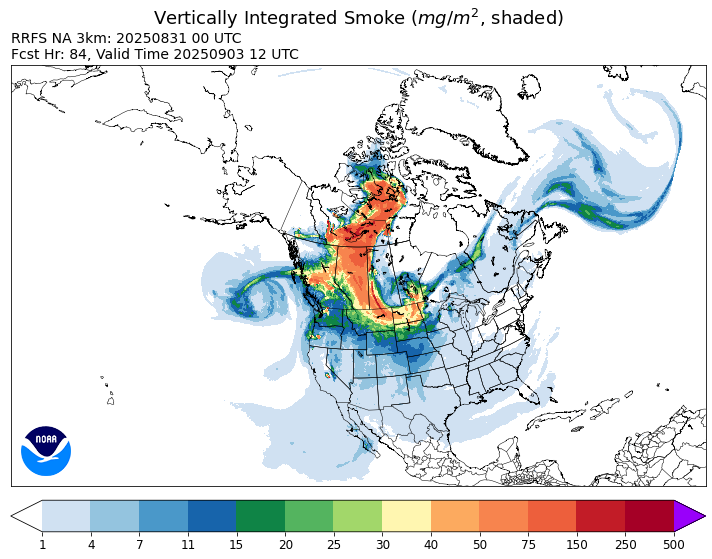 Vertically Integrated Smoke (mg/m², shaded)
RRFS NA 3km: 20250831 00 UTC
Fcst Hr: 84, Valid Time 20250903 12 UTC
NOAA
1 4 7 11 15 20 25 30 40 50 75 150 250 500